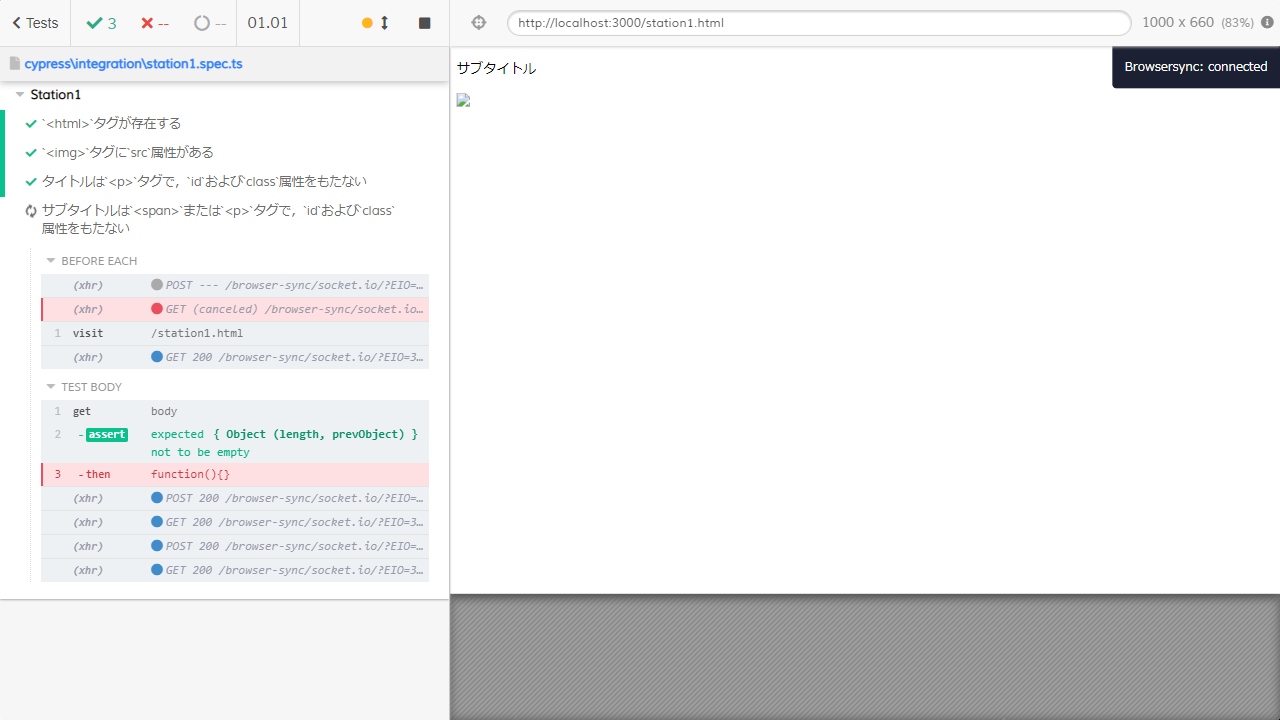 Tests
3
--
--
01.01
http://localhost:3000/station1.html
1000 x 660 (83%)
cypress\integration\station1.spec.ts
Station1
`<html>`タグが存在する
`<img>`タグに`src`属性がある
タイトルは`<p>`タグで，`id`および`class`属性をもたない
サブタイトルは`<span>`または`<p>`タグで，`id`および`class`
属性をもたない
BEFORE EACH
(xhr) POST --- /browser-sync/socket.io/?EIO=…
(xhr) GET (canceled) /browser-sync/socket.io…
1 visit /station1.html
(xhr) GET 200 /browser-sync/socket.io/?EIO=3…
TEST BODY
1 get body
2 -assert expected { Object (length, prevObject) }
not to be empty
3 -then function(){}
(xhr) POST 200 /browser-sync/socket.io/?EIO=…
(xhr) GET 200 /browser-sync/socket.io/?EIO=3…
(xhr) POST 200 /browser-sync/socket.io/?EIO=…
(xhr) GET 200 /browser-sync/socket.io/?EIO=3…
サブタイトル
Browsersync: connected